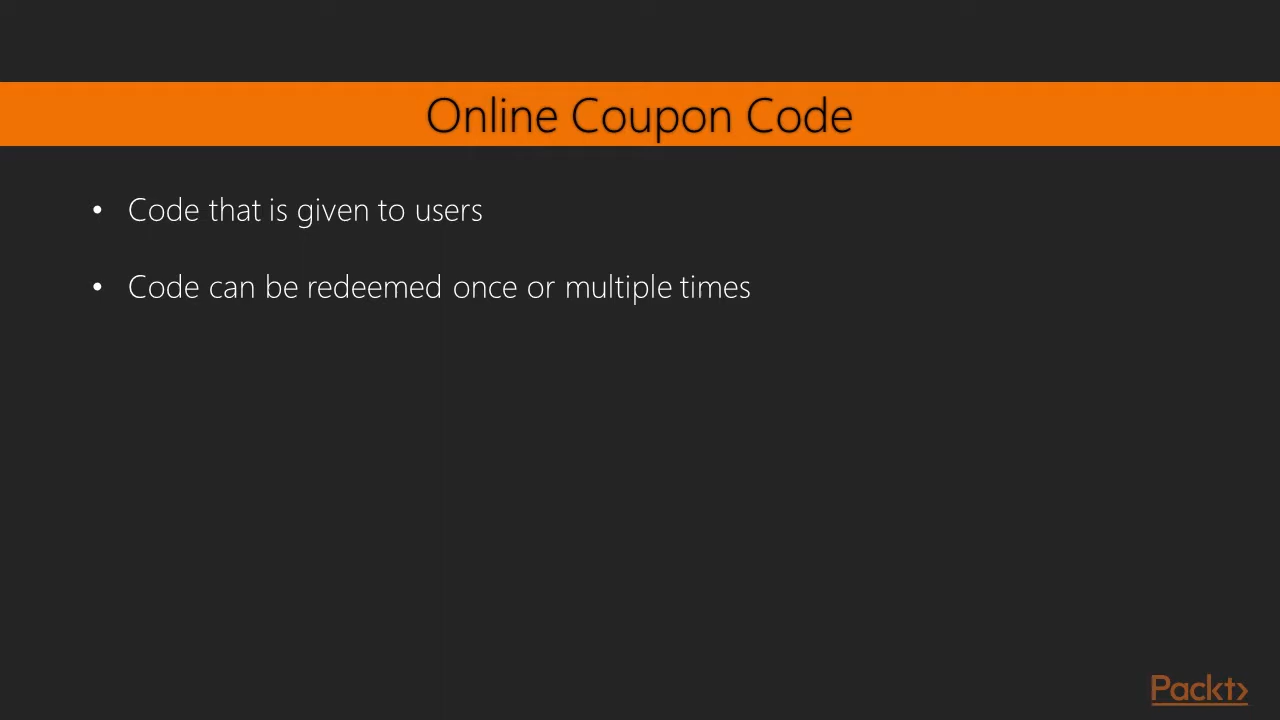 Online Coupon Code
• Code that is given to users
• Code can be redeemed once or multiple times
Packt>